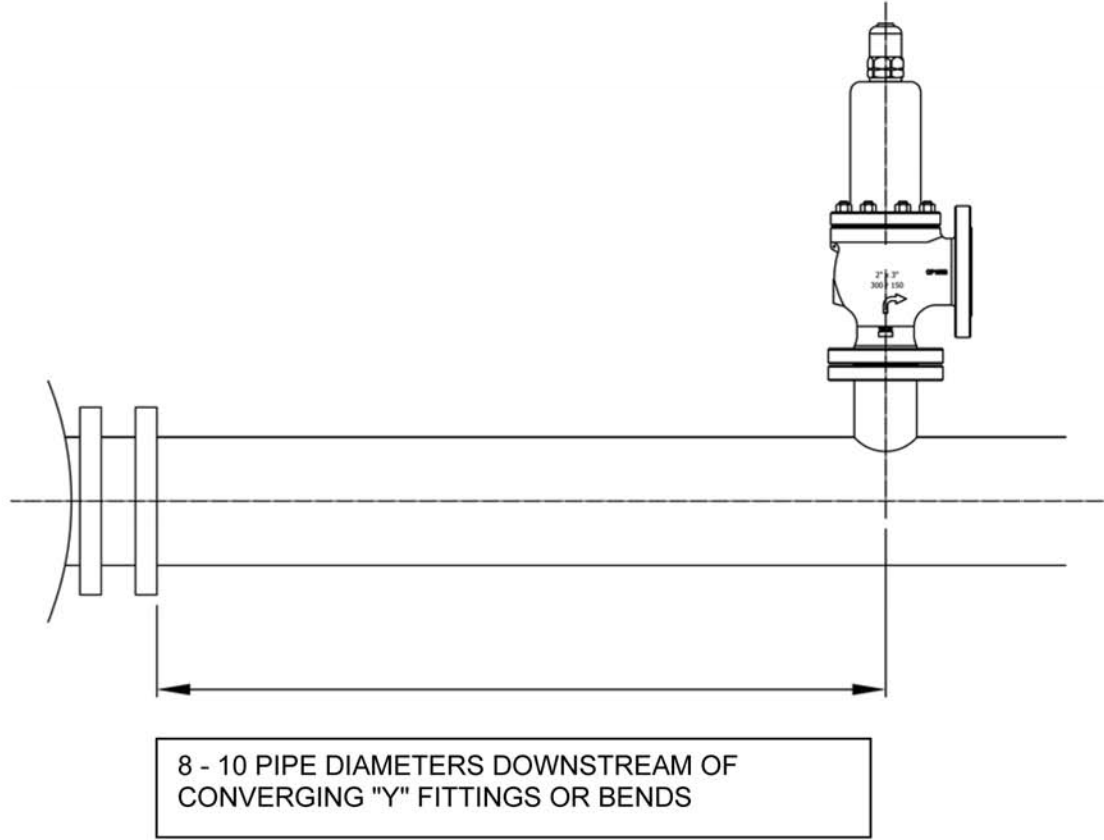 2" x 3"
300 x 150
8 - 10 PIPE DIAMETERS DOWNSTREAM OF
CONVERGING "Y" FITTINGS OR BENDS